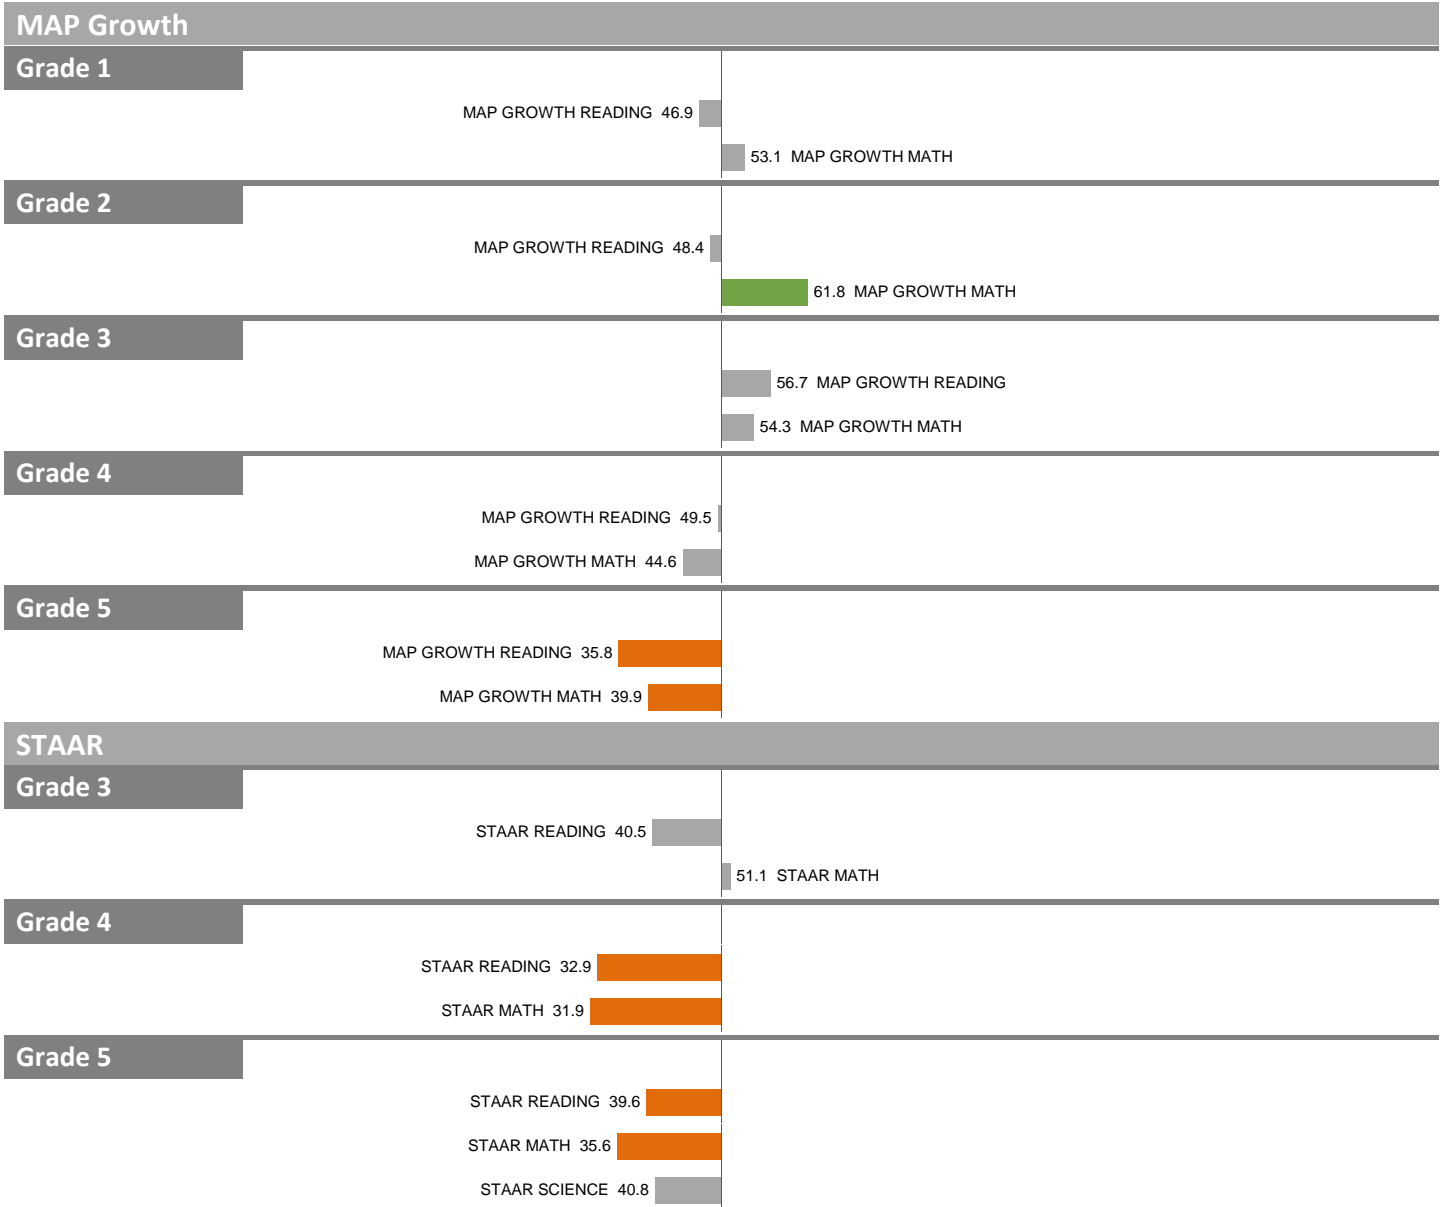 MAP Growth
Grade 1
MAP GROWTH READING 46.9
53.1 MAP GROWTH MATH
Grade 2
MAP GROWTH READING 48.4
61.8 MAP GROWTH MATH
Grade 3
56.7 MAP GROWTH READING
54.3 MAP GROWTH MATH
Grade 4
MAP GROWTH READING 49.5
MAP GROWTH MATH 44.6
Grade 5
MAP GROWTH READING 35.8
MAP GROWTH MATH 39.9
STAAR
Grade 3
STAAR READING 40.5
51.1 STAAR MATH
Grade 4
STAAR READING 32.9
STAAR MATH 31.9
Grade 5
STAAR READING 39.6
STAAR MATH 35.6
STAAR SCIENCE 40.8